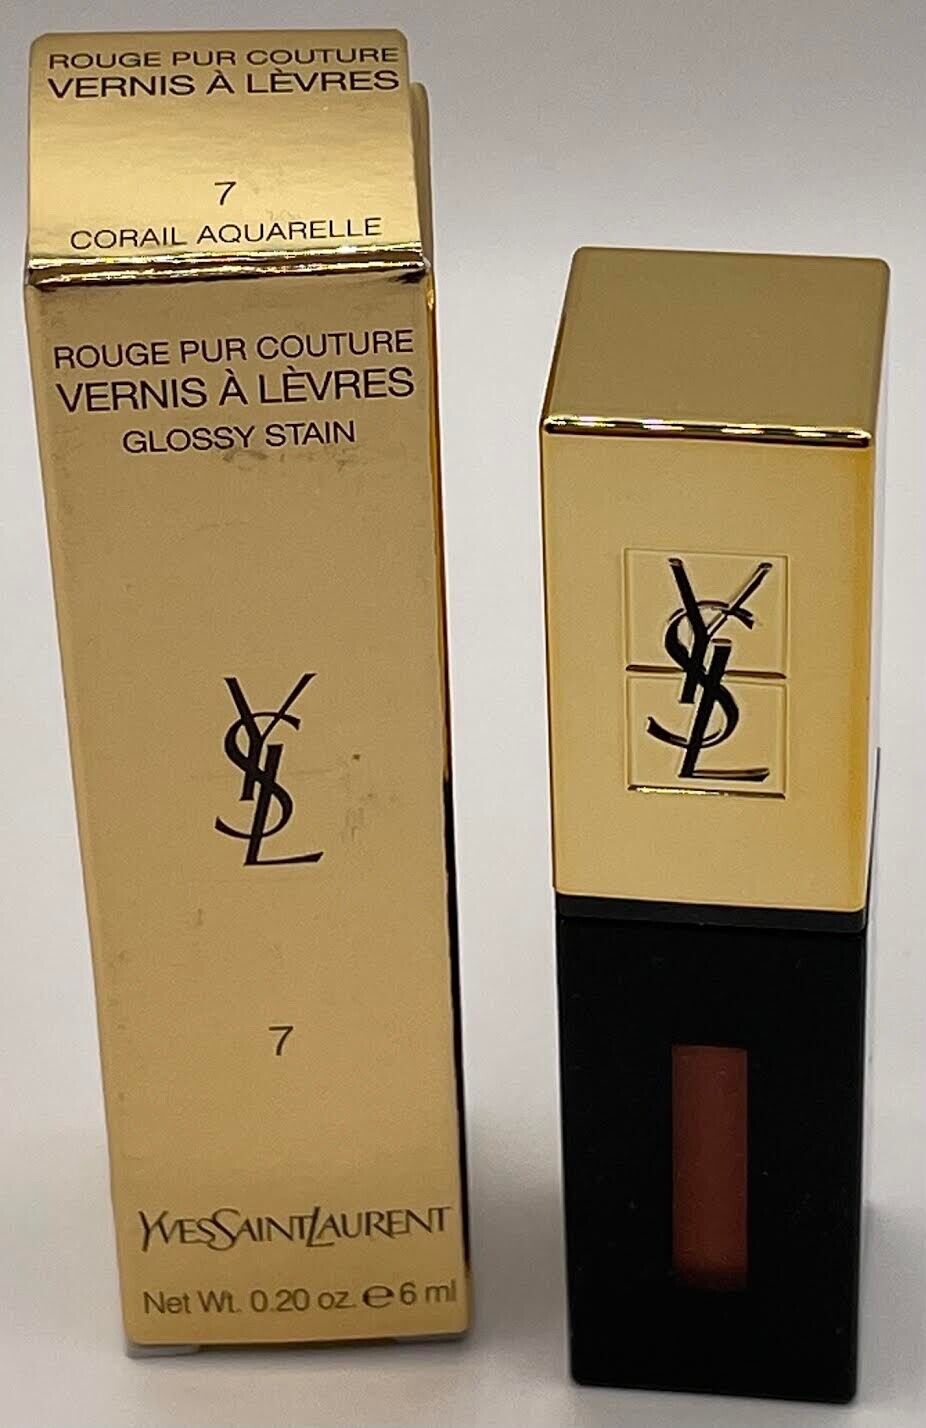 ROUGE PUR COUTURE
VERNIS À LÈVRES
7
CORAIL AQUARELLE
ROUGE PUR COUTURE
VERNIS À LÈVRES
GLOSSY STAIN
YSL
7
YVESSAINTLAURENT
Net Wt. 0.20 oz. ℮ 6 ml
YSL